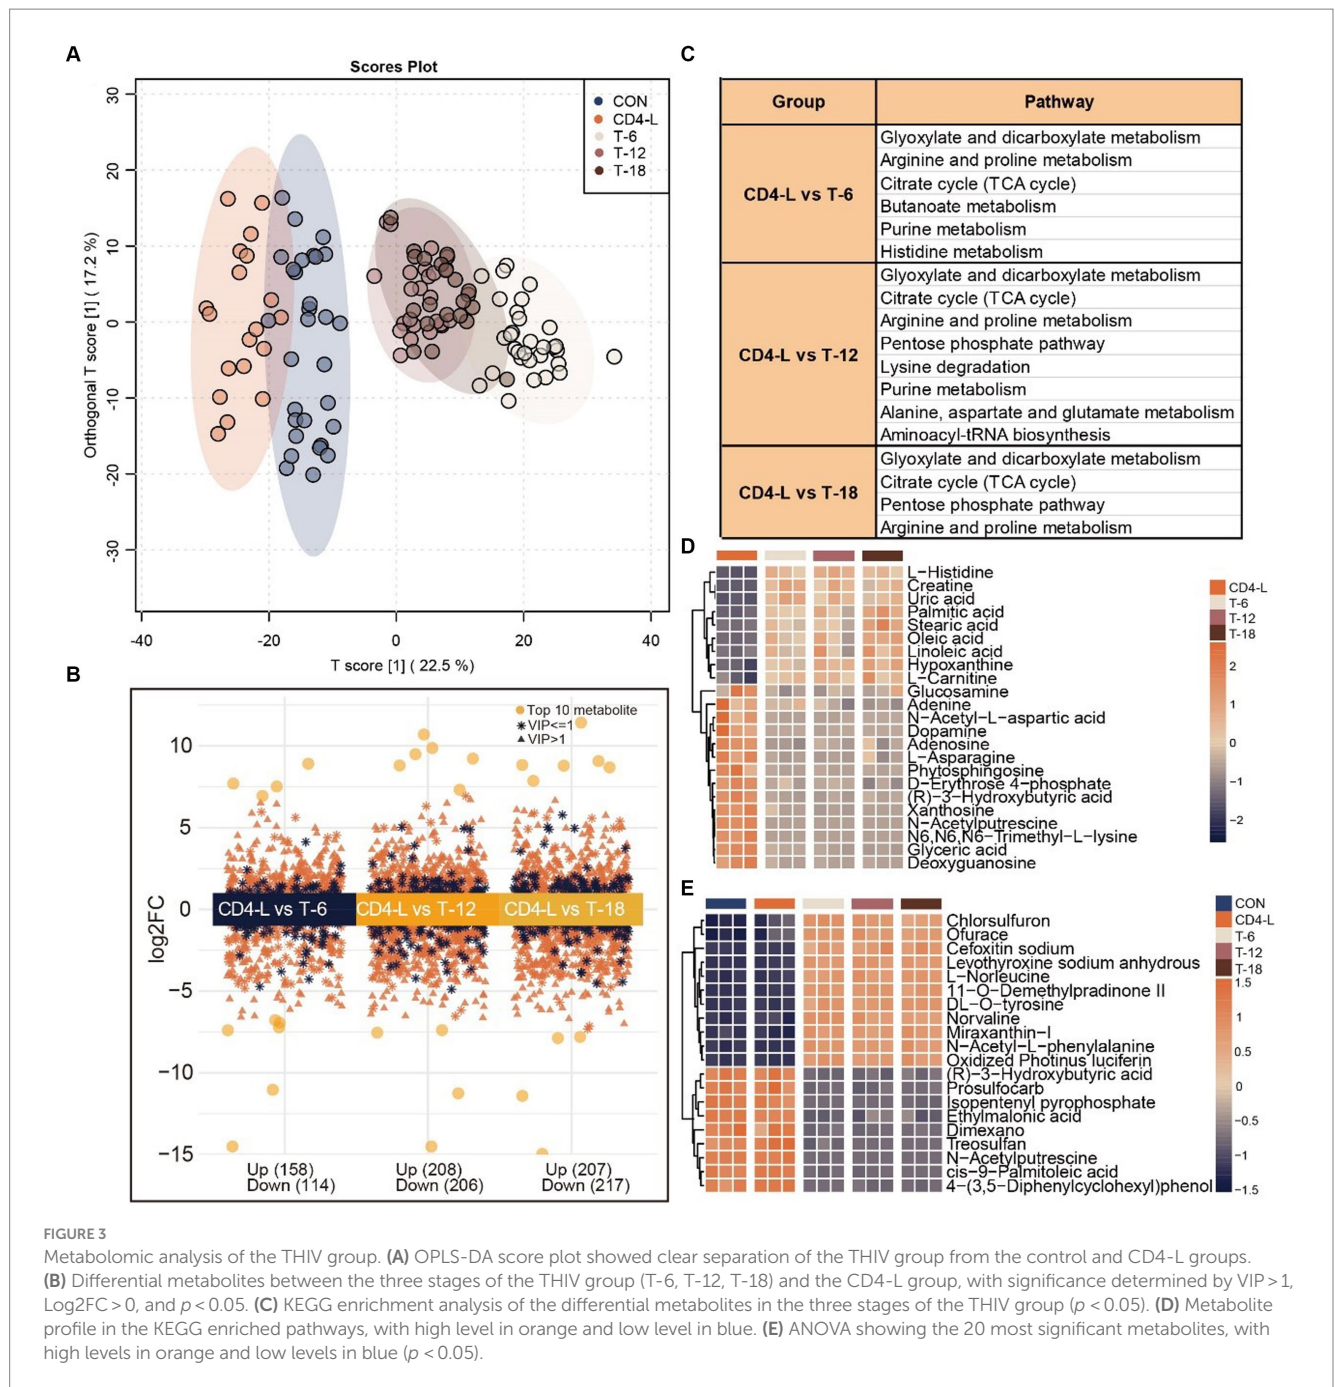 A
Scores Plot
CON
CD4-L
T-6
T-12
T-18
Orthogonal T score [1] ( 17.2 %)
30
20
10
0
-10
-20
-30
-40
-20
0
20
40
T score [1] ( 22.5 %)
B
Top 10 metabolite
VIP<=1
VIP>1
log2FC
10
5
0
−5
−10
−15
CD4-L vs T-6
CD4-L vs T-12
CD4-L vs T-18
Up (158)
Down (114)
Up (208)
Down (206)
Up (207)
Down (217)
C
Group
Pathway
CD4-L vs T-6
Glyoxylate and dicarboxylate metabolism
Arginine and proline metabolism
Citrate cycle (TCA cycle)
Butanoate metabolism
Purine metabolism
Histidine metabolism
CD4-L vs T-12
Glyoxylate and dicarboxylate metabolism
Citrate cycle (TCA cycle)
Arginine and proline metabolism
Pentose phosphate pathway
Lysine degradation
Purine metabolism
Alanine, aspartate and glutamate metabolism
Aminoacyl-tRNA biosynthesis
CD4-L vs T-18
Glyoxylate and dicarboxylate metabolism
Citrate cycle (TCA cycle)
Pentose phosphate pathway
Arginine and proline metabolism
D
L−Histidine
Creatine
Uric acid
Palmitic acid
Stearic acid
Oleic acid
Linoleic acid
Hypoxanthine
L−Carnitine
Glucosamine
Adenine
N−Acetyl−L−aspartic acid
Dopamine
Adenosine
L−Asparagine
Phytosphingosine
D−Erythrose 4−phosphate
(R)−3−Hydroxybutyric acid
Xanthosine
N−Acetylputrescine
N6,N6,N6−Trimethyl−L−lysine
Glyceric acid
Deoxyguanosine
CD4-L
T-6
T-12
T-18
2
1
0
−1
−2
E
Chlorsulfuron
Ofurace
Cefoxitin sodium
Levothyroxine sodium anhydrous
L−Norleucine
11−O−Demethylpradinone II
DL−O−tyrosine
Norvaline
Miraxanthin−I
N−Acetyl−L−phenylalanine
Oxidized Photinus luciferin
(R)−3−Hydroxybutyric acid
Prosulfocarb
Isopentenyl pyrophosphate
Ethylmalonic acid
Dimexano
Treosulfan
N−Acetylputrescine
cis−9−Palmitoleic acid
4−(3,5−Diphenylcyclohexyl)phenol
CON
CD4-L
T-6
T-12
T-18
1.5
1
0.5
0
−0.5
−1
−1.5
FIGURE 3
Metabolomic analysis of the THIV group. (A) OPLS-DA score plot showed clear separation of the THIV group from the control and CD4-L groups.
(B) Differential metabolites between the three stages of the THIV group (T-6, T-12, T-18) and the CD4-L group, with significance determined by VIP > 1,
Log2FC > 0, and p < 0.05. (C) KEGG enrichment analysis of the differential metabolites in the three stages of the THIV group (p < 0.05). (D) Metabolite
profile in the KEGG enriched pathways, with high level in orange and low level in blue. (E) ANOVA showing the 20 most significant metabolites, with
high levels in orange and low levels in blue (p < 0.05).